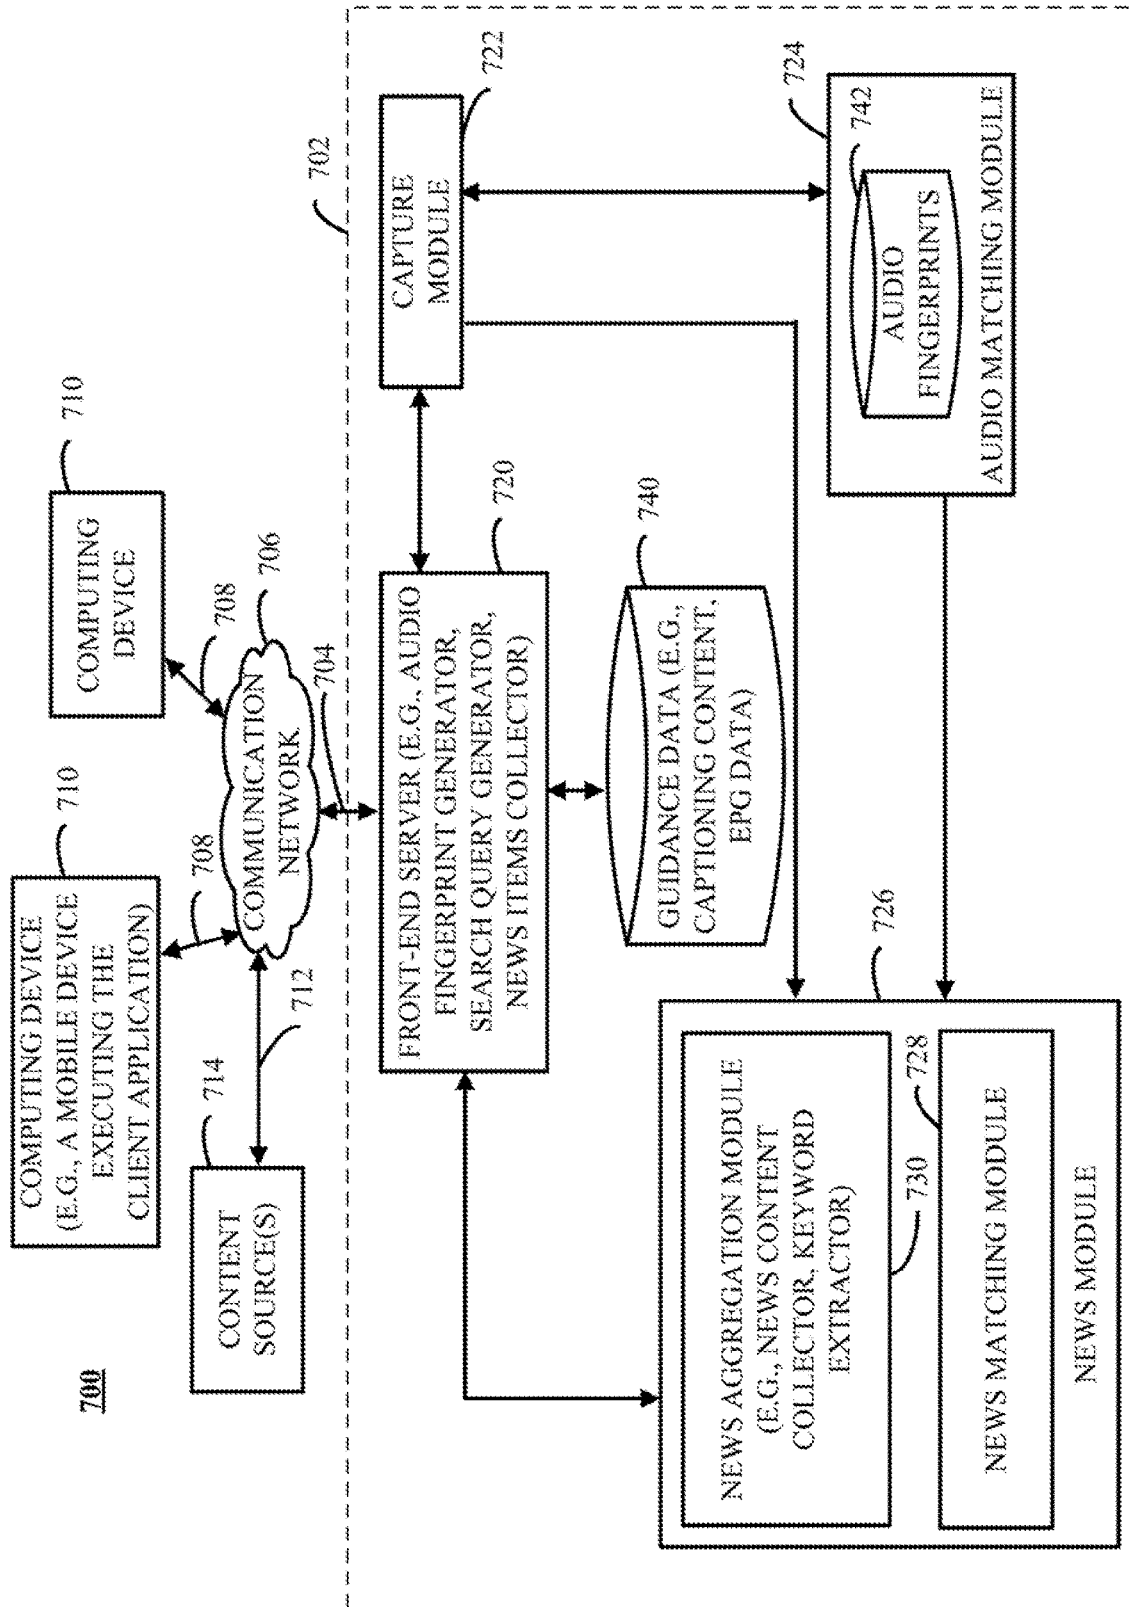 700
COMPUTING DEVICE
(E.G., A MOBILE DEVICE
EXECUTING THE
CLIENT APPLICATION)
710
COMPUTING
DEVICE
710
708
708
CONTENT
SOURCE(S)
714
712
COMMUNICATION
NETWORK
706
704
702
FRONT-END SERVER (E.G., AUDIO
FINGERPRINT GENERATOR,
SEARCH QUERY GENERATOR,
NEWS ITEMS COLLECTOR)
720
CAPTURE
MODULE
722
GUIDANCE DATA (E.G.,
CAPTIONING CONTENT,
EPG DATA)
740
724
742
AUDIO
FINGERPRINTS
AUDIO MATCHING MODULE
726
NEWS AGGREGATION MODULE
(E.G., NEWS CONTENT
COLLECTOR, KEYWORD
EXTRACTOR)
730
728
NEWS MATCHING MODULE
NEWS MODULE